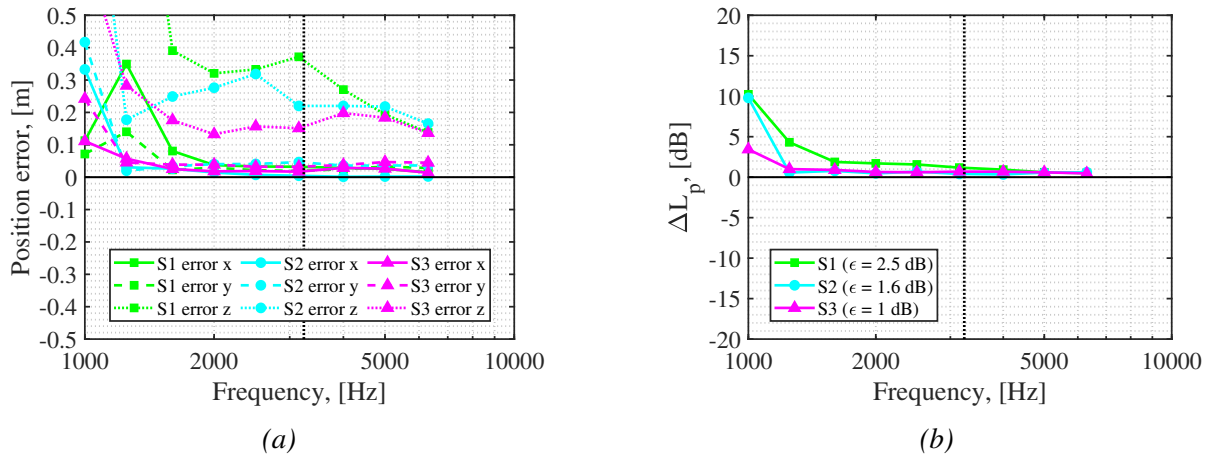 0.5
0.4
0.3
0.2
0.1
0
-0.1
-0.2
-0.3
-0.4
-0.5
Position error, [m]
S1 error x S2 error x S3 error x
S1 error y S2 error y S3 error y
S1 error z S2 error z S3 error z
1000 2000 5000 10000
Frequency, [Hz]
(a)
20
15
10
5
0
-5
-10
-15
-20
ΔL_p, [dB]
S1 (ϵ = 2.5 dB)
S2 (ϵ = 1.6 dB)
S3 (ϵ = 1 dB)
1000 2000 5000 10000
Frequency, [Hz]
(b)